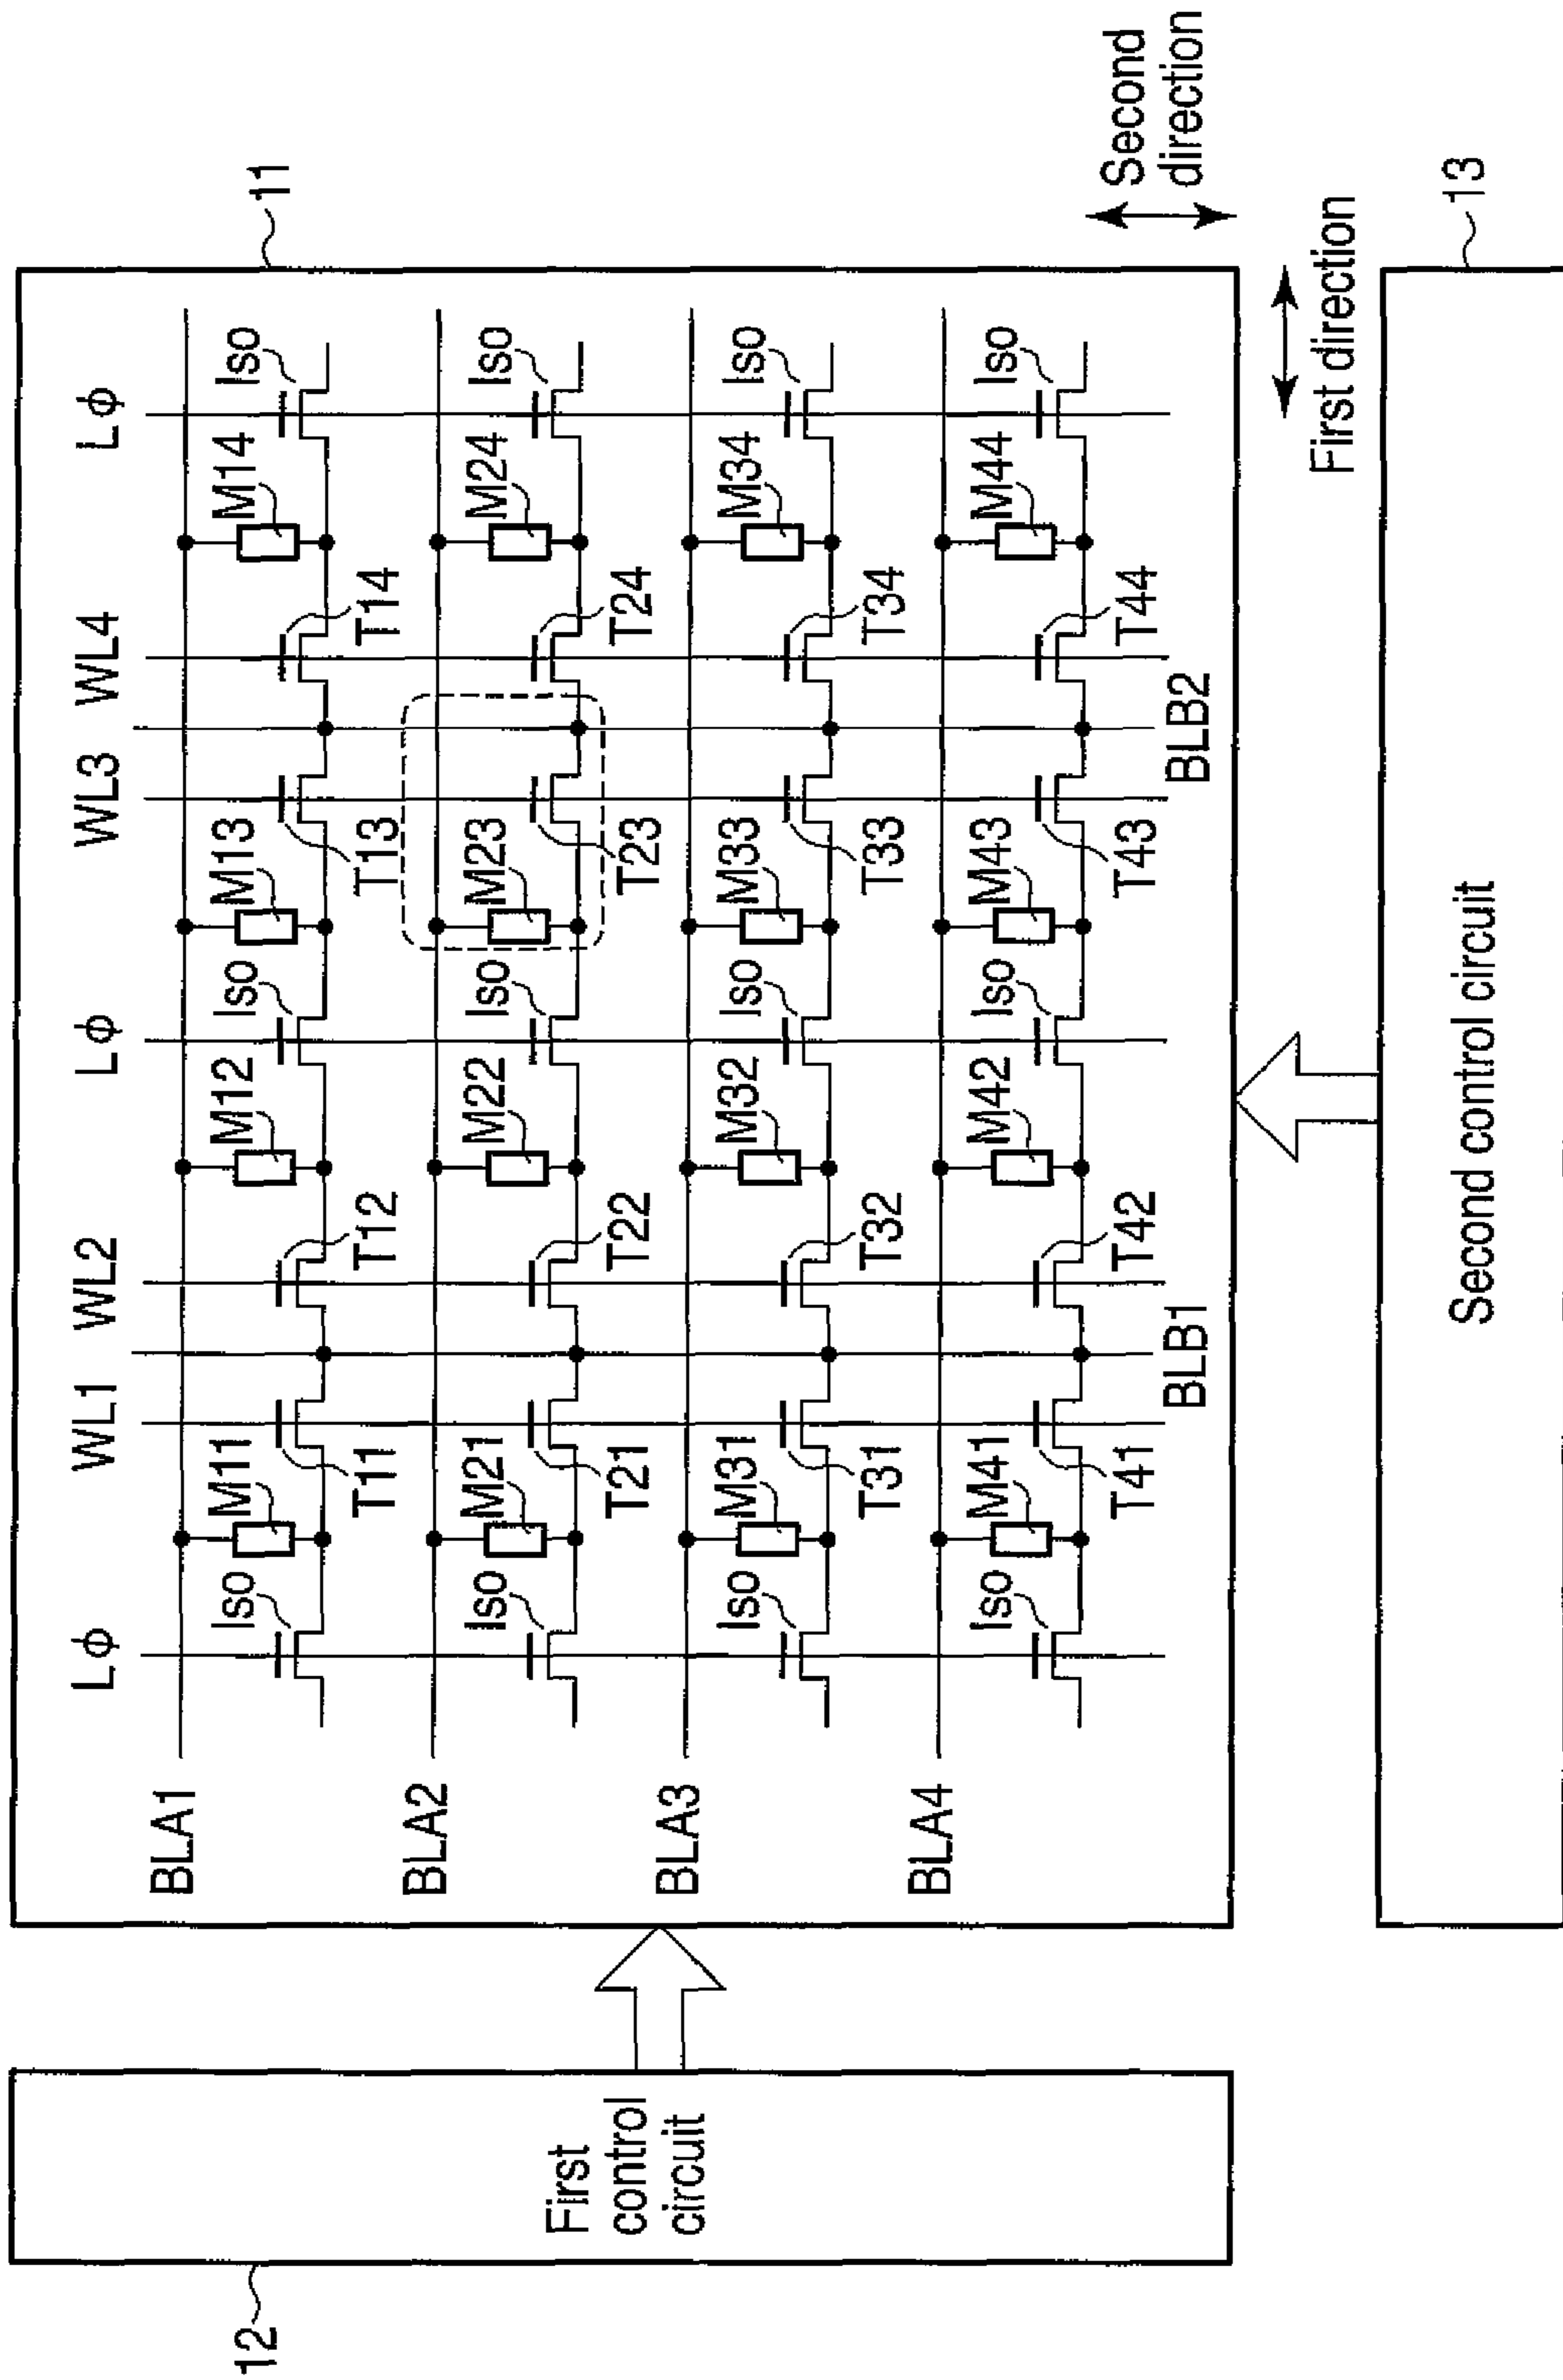 Lϕ WL1 WL2 Lϕ WL3 WL4 Lϕ
11
BLA1
Iso M11 M12 Iso M13 M14 Iso
T11 T12 T13 T14
BLA2
Iso M21 M22 Iso M23 M24 Iso
T21 T22 T23 T24
BLA3
Iso M31 M32 Iso M33 M34 Iso
T31 T32 T33 T34
BLA4
Iso M41 M42 Iso M43 M44 Iso
T41 T42 T43 T44
BLB1 BLB2
Second
direction
First direction
12
First
control
circuit
13
Second control circuit